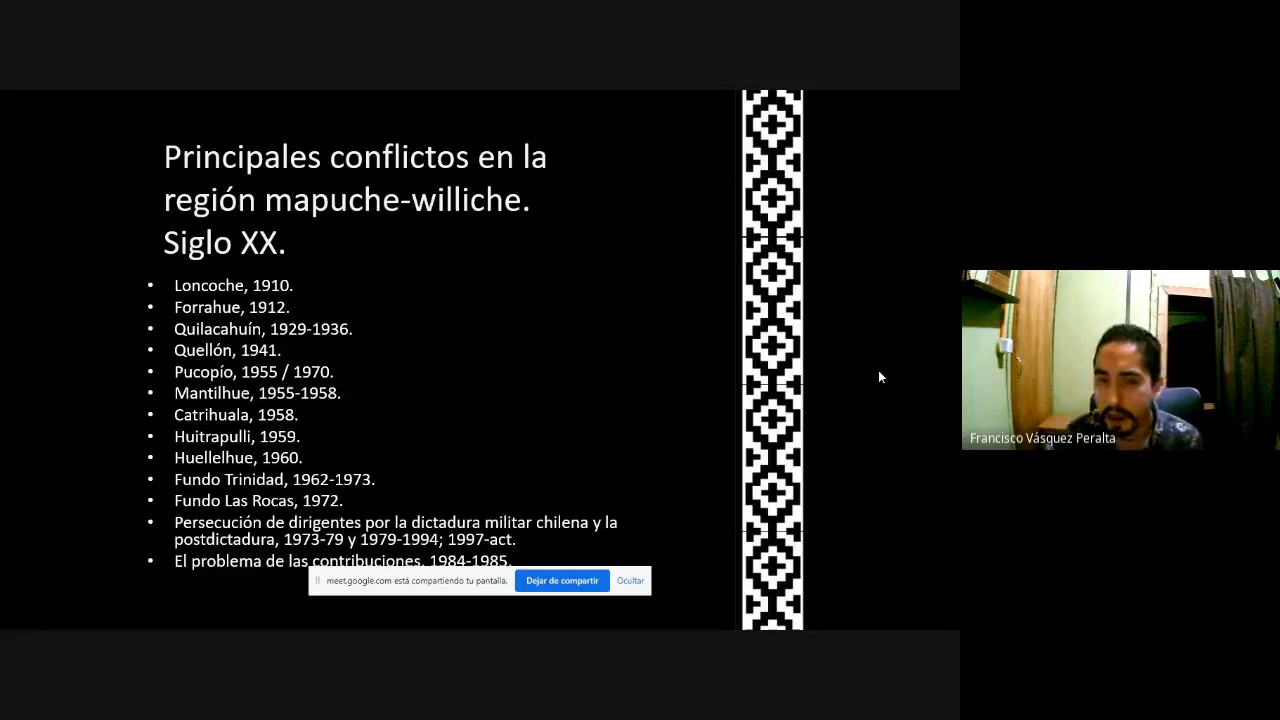 Principales conflictos en la
región mapuche-williche.
Siglo XX.
• Loncoche, 1910.
• Forrahue, 1912.
• Quilacahuín, 1929-1936.
• Quellón, 1941.
• Pucopío, 1955 / 1970.
• Mantilhue, 1955-1958.
• Catrihuala, 1958.
• Huitrapulli, 1959.
• Huellelhue, 1960.
• Fundo Trinidad, 1962-1973.
• Fundo Las Rocas, 1972.
• Persecución de dirigentes por la dictadura militar chilena y la
postdictadura, 1973-79 y 1979-1994; 1997-act.
• El problema de las contribuciones, 1984-1985.
meet.google.com está compartiendo tu pantalla. Dejar de compartir Ocultar
Francisco Vásquez Peralta